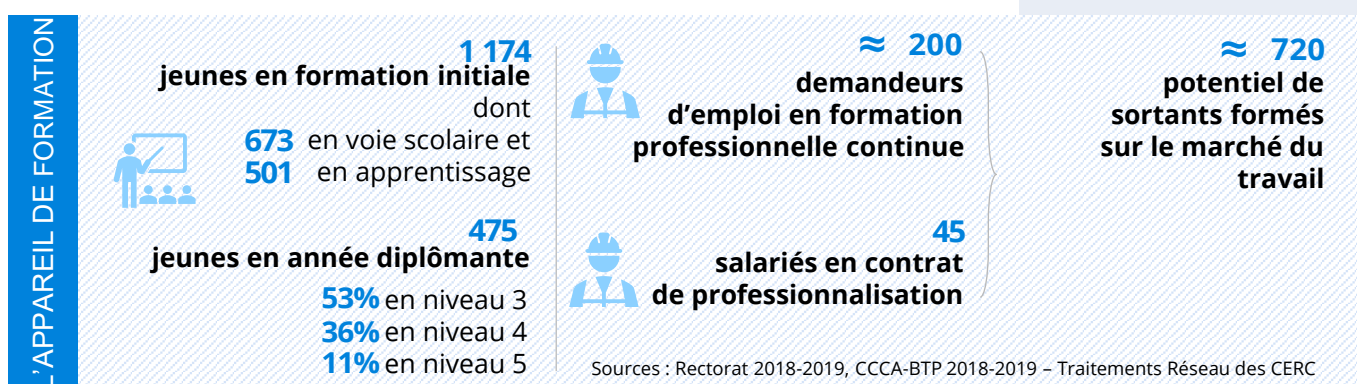 L'APPAREIL DE FORMATION
1 174
jeunes en formation initiale
dont
673 en voie scolaire et
501 en apprentissage
475
jeunes en année diplômante
53% en niveau 3
36% en niveau 4
11% en niveau 5
≈ 200
demandeurs
d’emploi en formation
professionnelle continue
45
salariés en contrat
de professionnalisation
≈ 720
potentiel de
sortants formés
sur le marché du
travail
Sources : Rectorat 2018-2019, CCCA-BTP 2018-2019 – Traitements Réseau des CERC